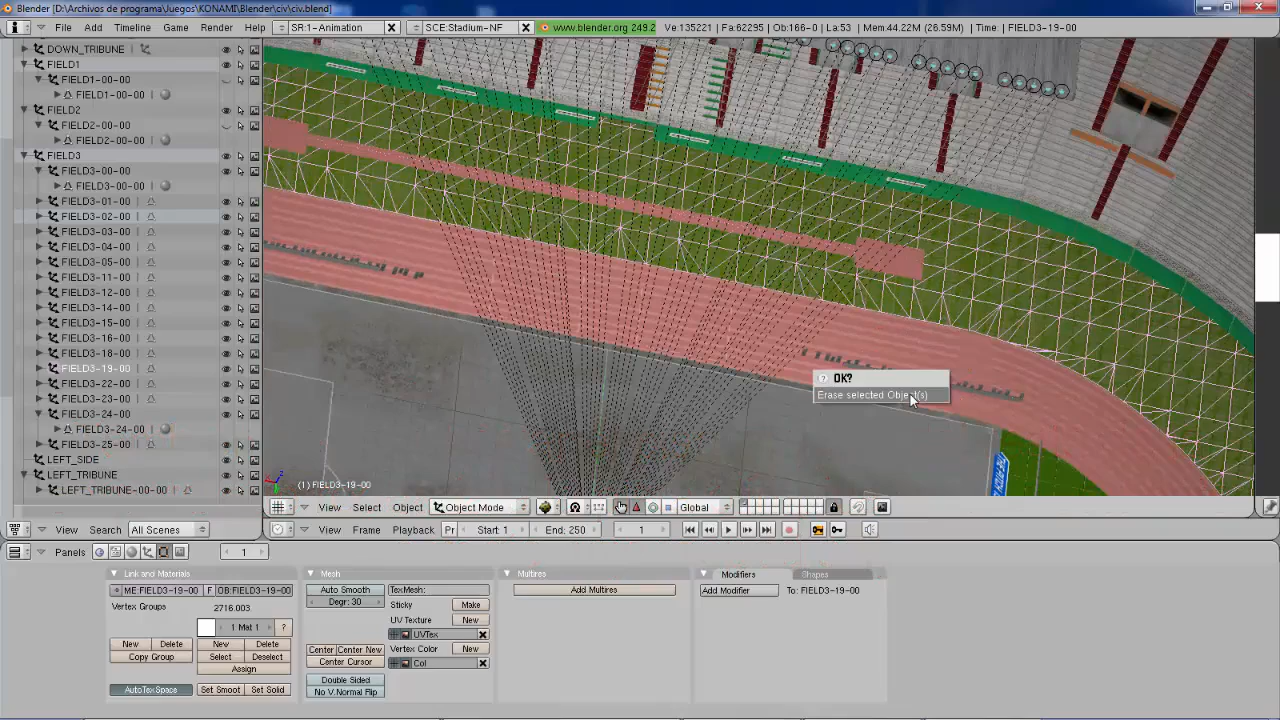 Blender [D:\Archivos de programa\Juegos\KONAMI\Blender\civ\civ.blend]
File Add Timeline Game Render Help SR:1-Animation SCE:Stadium-NF www.blender.org 249.2 Ve:135221 | Fa:62295 | Ob:166-0 | La:53 | Mem:44.22M (26.59M) | Time | FIELD3-19-00
DOWN_TRIBUNE
FIELD1
FIELD1-00-00
FIELD1-00-00
FIELD2
FIELD2-00-00
FIELD2-00-00
FIELD3
FIELD3-00-00
FIELD3-00-00
FIELD3-01-00
FIELD3-02-00
FIELD3-03-00
FIELD3-04-00
FIELD3-05-00
FIELD3-11-00
FIELD3-12-00
FIELD3-14-00
FIELD3-15-00
FIELD3-16-00
FIELD3-18-00
FIELD3-19-00
FIELD3-22-00
FIELD3-23-00
FIELD3-24-00
FIELD3-24-00
FIELD3-25-00
LEFT_SIDE
LEFT_TRIBUNE
LEFT_TRIBUNE-00-00
OK?
Erase selected Object(s)
(1) FIELD3-19-00
View Select Object Object Mode Global
View Search All Scenes View Frame Playback Pr Start: 1 End: 250 1
Panels 1
Link and Materials Mesh Multires Modifiers Shapes
ME:FIELD3-19-00 F OB:FIELD3-19-00 Auto Smooth TexMesh: Add Multires Add Modifier To: FIELD3-19-00
Degr: 30 Sticky Make
Vertex Groups 2716.003 UV Texture New
1 Mat 1 ? UVTex
New Delete New Delete Center Center New Vertex Color New
Copy Group Select Deselect Center Cursor Col
Assign
Double Sided
AutoTexSpace Set Smoot Set Solid No V.Normal Flip